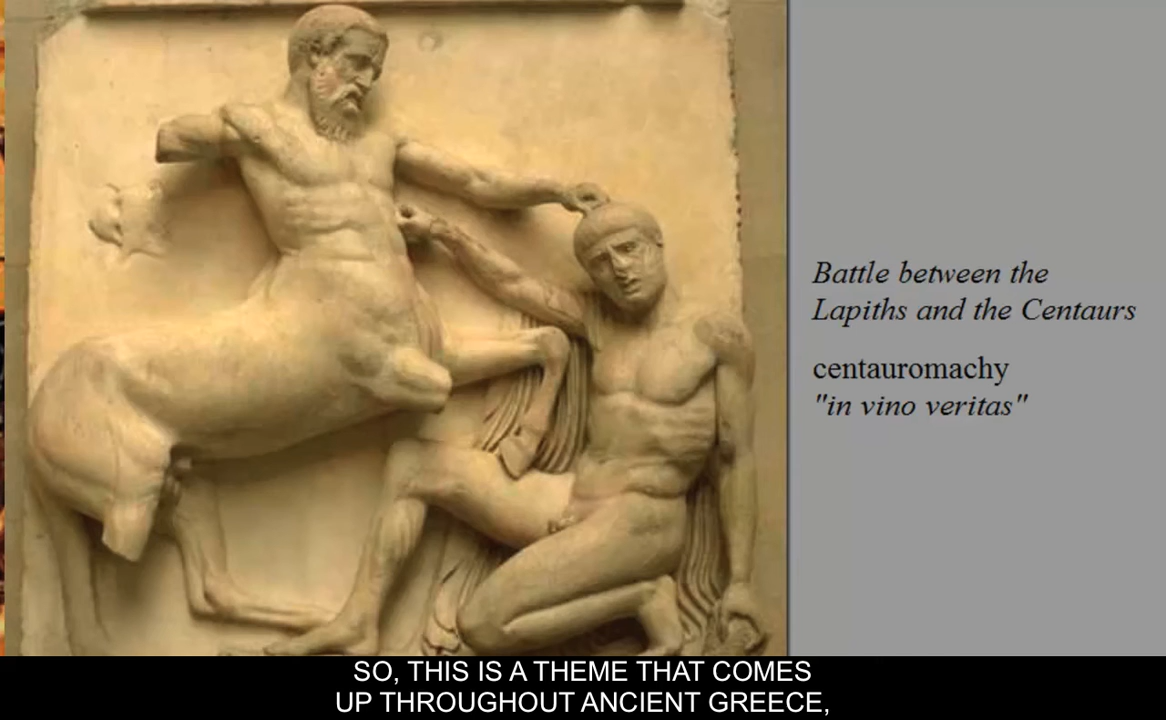 Battle between the
Lapiths and the Centaurs
centauromachy
"in vino veritas"
SO, THIS IS A THEME THAT COMES
UP THROUGHOUT ANCIENT GREECE,